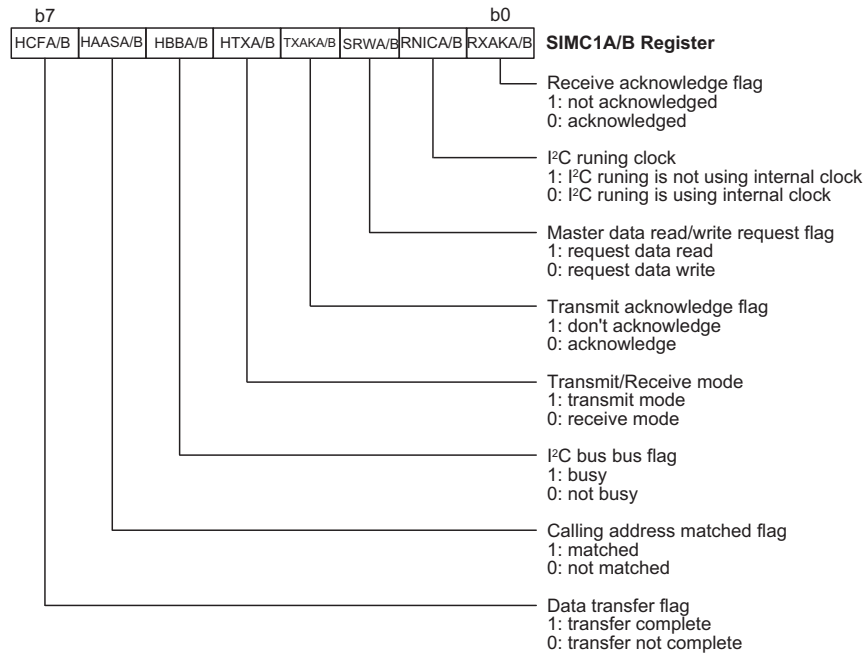 b7 b0
HCFA/B HAASA/B HBBA/B HTXA/B TXAKA/B SRWA/B RNICA/B RXAKA/B SIMC1A/B Register
Receive acknowledge flag
1: not acknowledged
0: acknowledged
I²C runing clock
1: I²C runing is not using internal clock
0: I²C runing is using internal clock
Master data read/write request flag
1: request data read
0: request data write
Transmit acknowledge flag
1: don't acknowledge
0: acknowledge
Transmit/Receive mode
1: transmit mode
0: receive mode
I²C bus bus flag
1: busy
0: not busy
Calling address matched flag
1: matched
0: not matched
Data transfer flag
1: transfer complete
0: transfer not complete